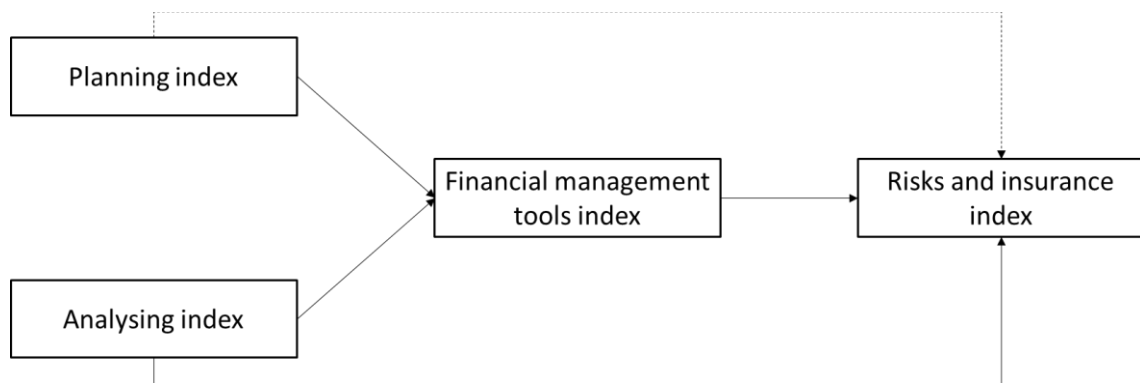 Planning index
Financial management
tools index
Risks and insurance
index
Analysing index